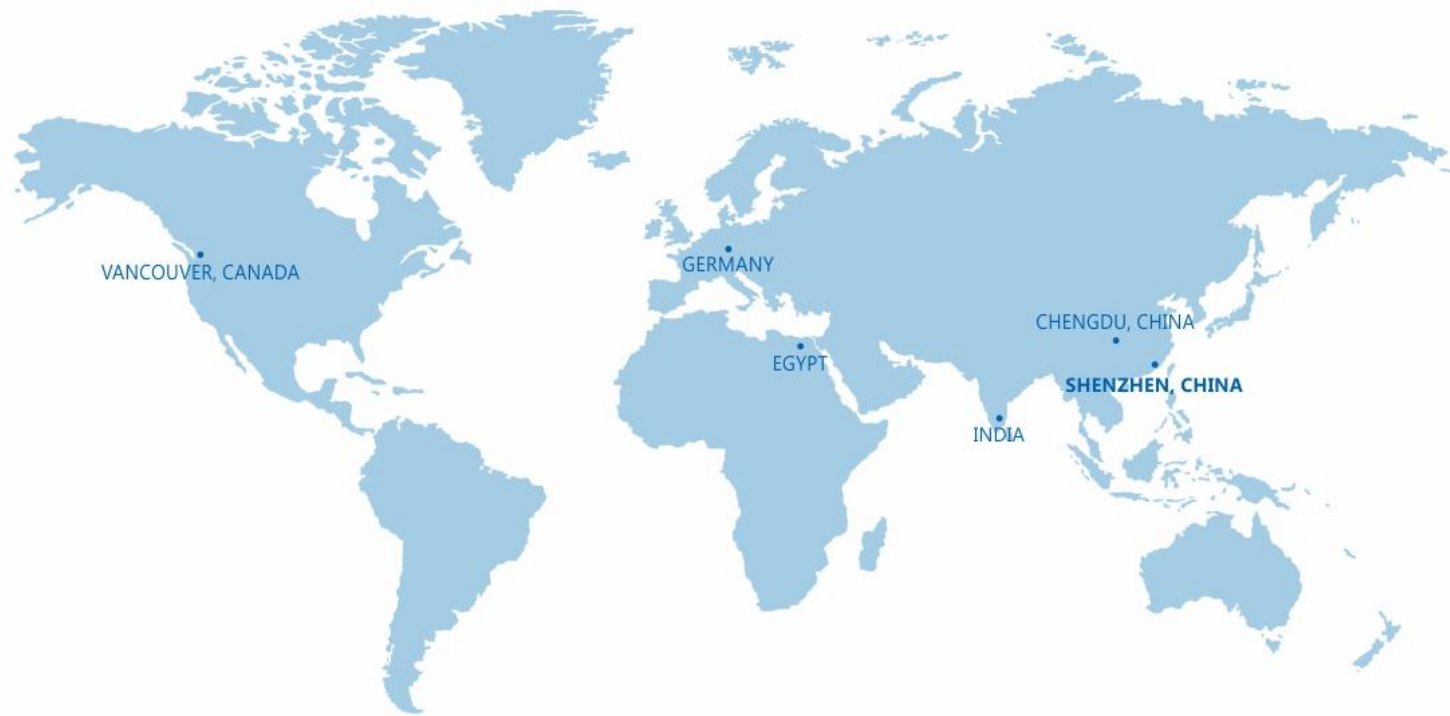 VANCOUVER, CANADA
GERMANY
CHENGDU, CHINA
EGYPT
SHENZHEN, CHINA
INDIA